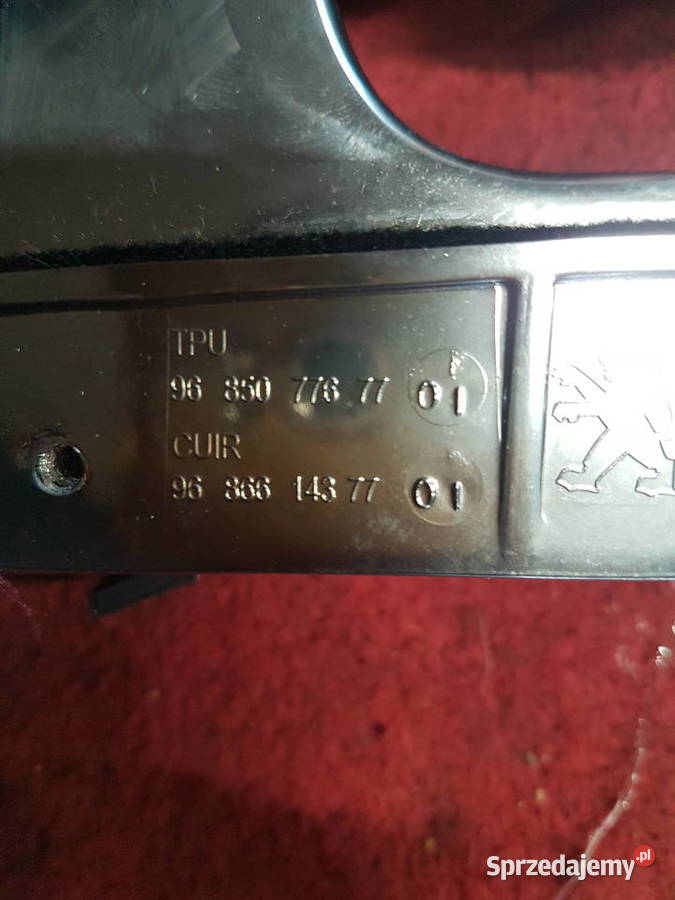 TPU
96 850 776 77 01
CUIR
96 866 143 77 01
Sprzedajemy.pl